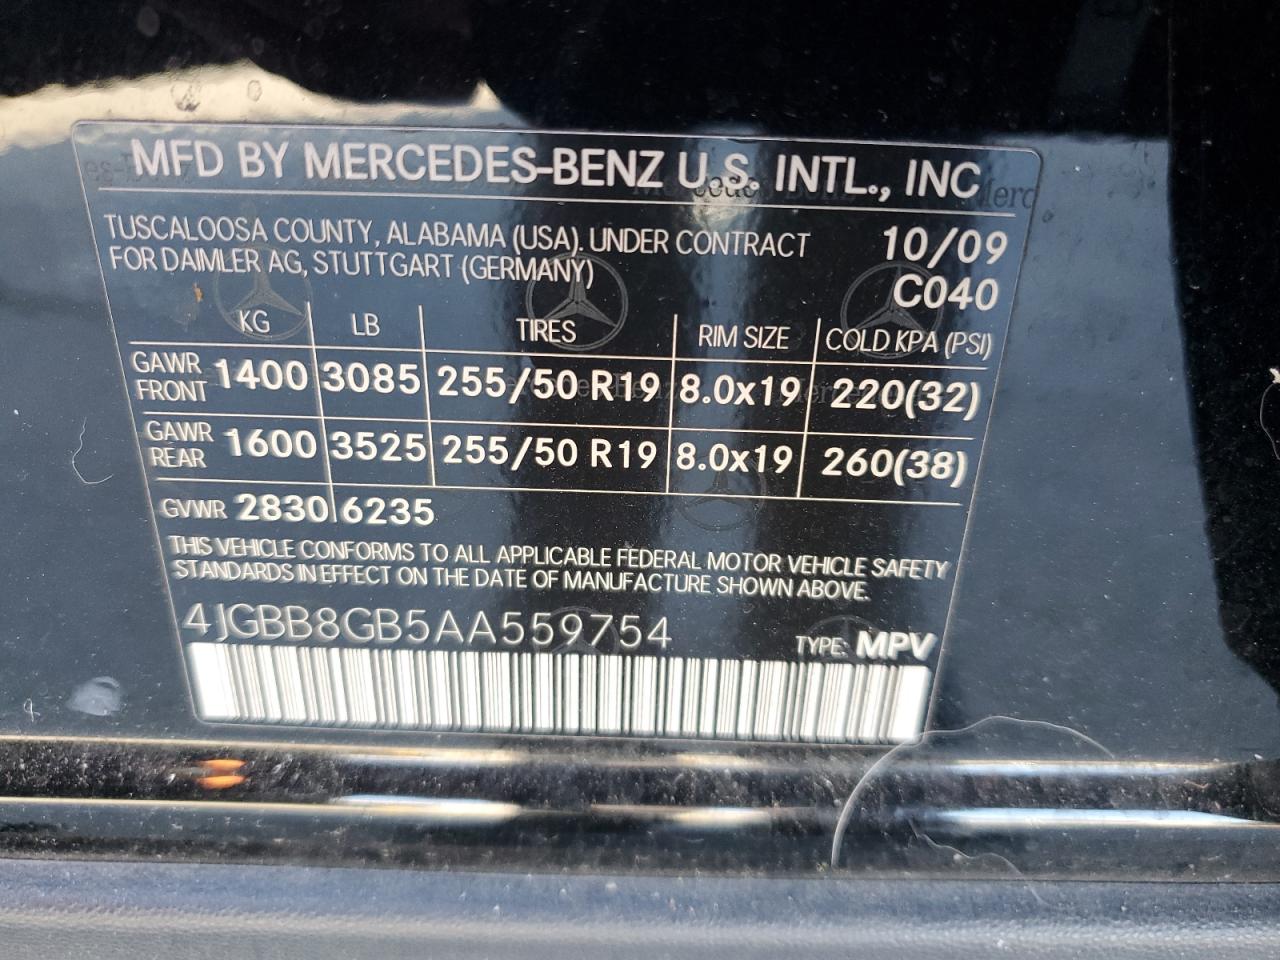 MFD BY MERCEDES-BENZ U.S. INTL., INC
TUSCALOOSA COUNTY, ALABAMA (USA). UNDER CONTRACT
FOR DAIMLER AG, STUTTGART (GERMANY)
10/09
C040
KG LB TIRES RIM SIZE COLD KPA (PSI)
GAWR FRONT 1400 3085 255/50 R19 8.0x19 220(32)
GAWR REAR 1600 3525 255/50 R19 8.0x19 260(38)
GVWR 2830 6235
THIS VEHICLE CONFORMS TO ALL APPLICABLE FEDERAL MOTOR VEHICLE SAFETY
STANDARDS IN EFFECT ON THE DATE OF MANUFACTURE SHOWN ABOVE.
4JGBB8GB5AA559754 TYPE: MPV